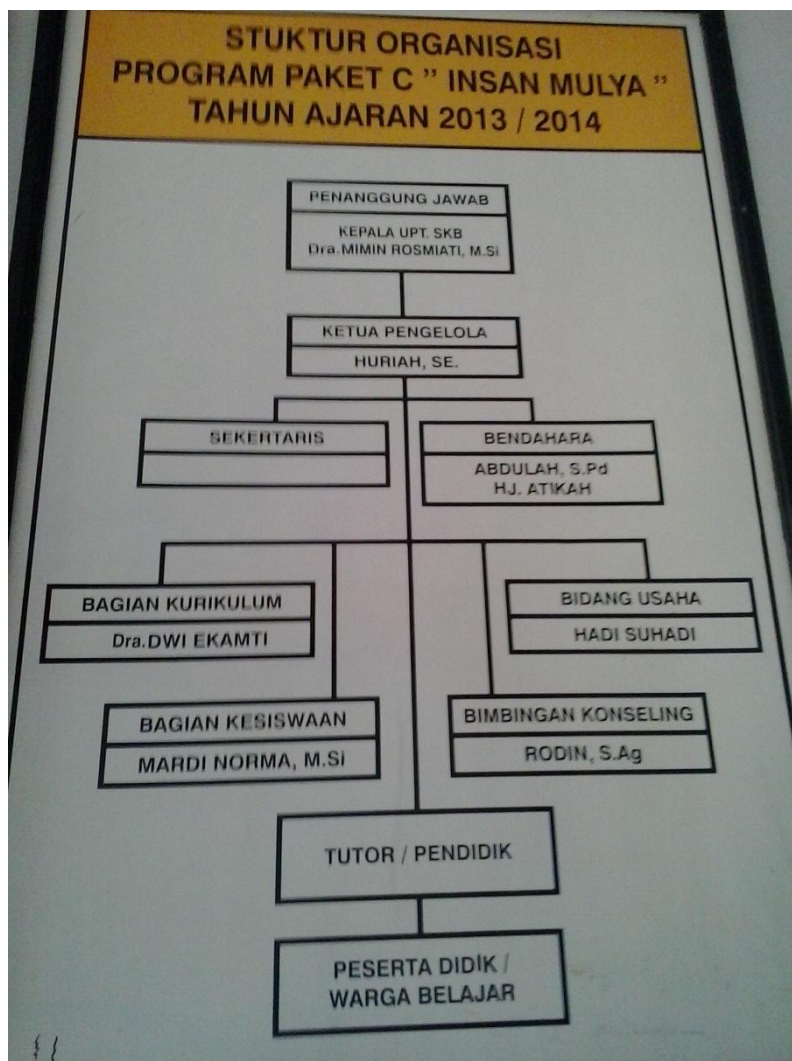 STUKTUR ORGANISASI
PROGRAM PAKET C " INSAN MULYA "
TAHUN AJARAN 2013 / 2014
PENANGGUNG JAWAB
KEPALA UPT. SKB
Dra.MIMIN ROSMIATI, M.Si
KETUA PENGELOLA
HURIAH, SE.
SEKERTARIS
BENDAHARA
ABDULAH, S.Pd
HJ. ATIKAH
BAGIAN KURIKULUM
Dra.DWI EKAMTI
BIDANG USAHA
HADI SUHADI
BAGIAN KESISWAAN
MARDI NORMA, M.Si
BIMBINGAN KONSELING
RODIN, S.Ag
TUTOR / PENDIDIK
PESERTA DIDIK /
WARGA BELAJAR